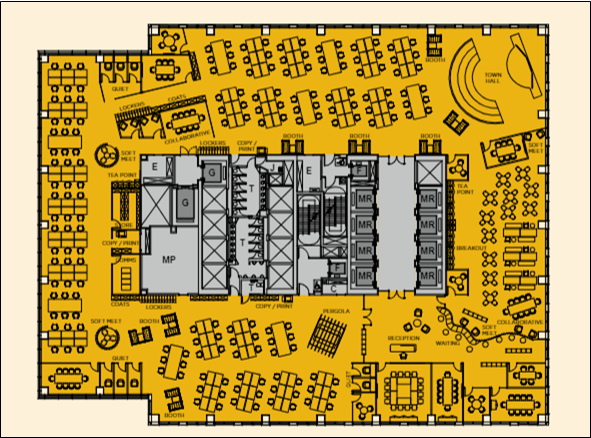 BOOTH
TOWN
HALL
QUIET
COATS
LOCKERS
COLLABORATIVE
LOCKERS
COPY /
PRINT
BOOTH
BOOTH
BOOTH
SOFT
MEET
SOFT
MEET
E
G
T
E
F
MR
MR
TEA POINT
TEA
POINT
G
STORE
COPY / PRINT
T
MR
MR
BREAKOUT
COMMS
MP
MR
MR
F
MR
MR
C
COATS
LOCKERS
COPY / PRINT
COLLABORATIVE
SOFT MEET
BOOTH
PERGOLA
SOFT
MEET
RECEPTION
WAITING
QUIET
QUIET
BOOTH